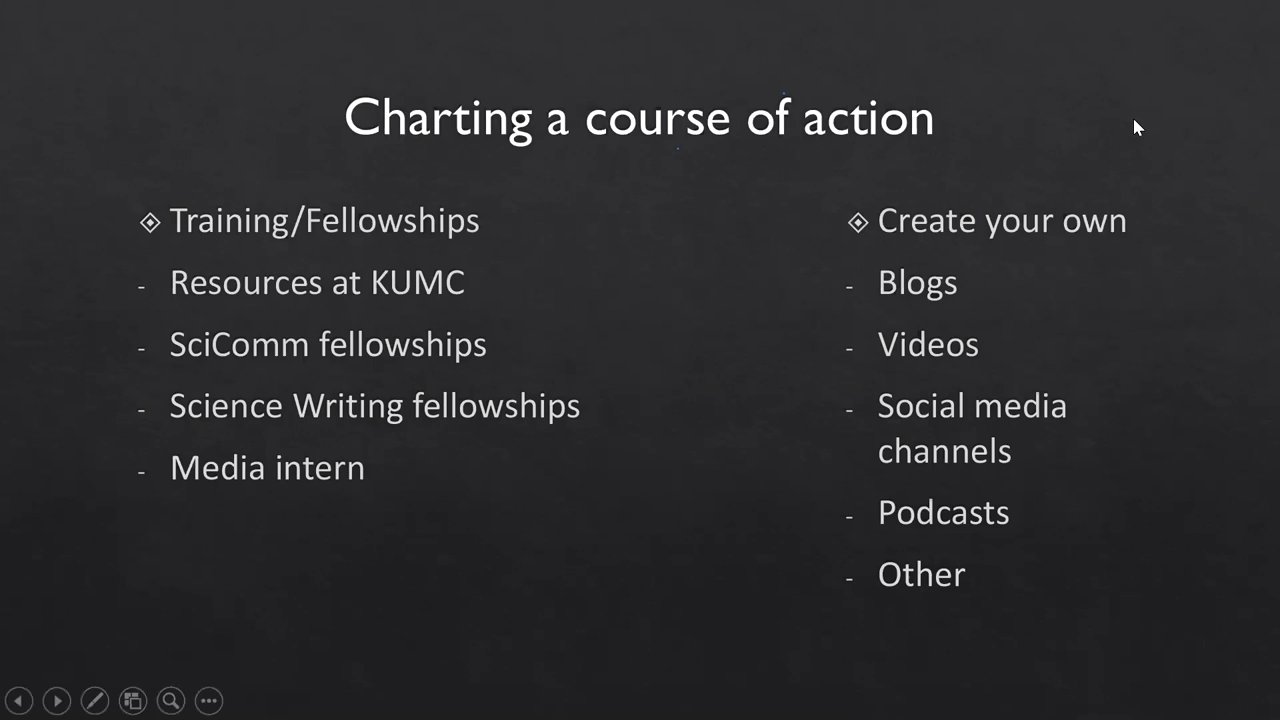 Charting a course of action
Training/Fellowships
- Resources at KUMC
- SciComm fellowships
- Science Writing fellowships
- Media intern
Create your own
- Blogs
- Videos
- Social media
channels
- Podcasts
- Other